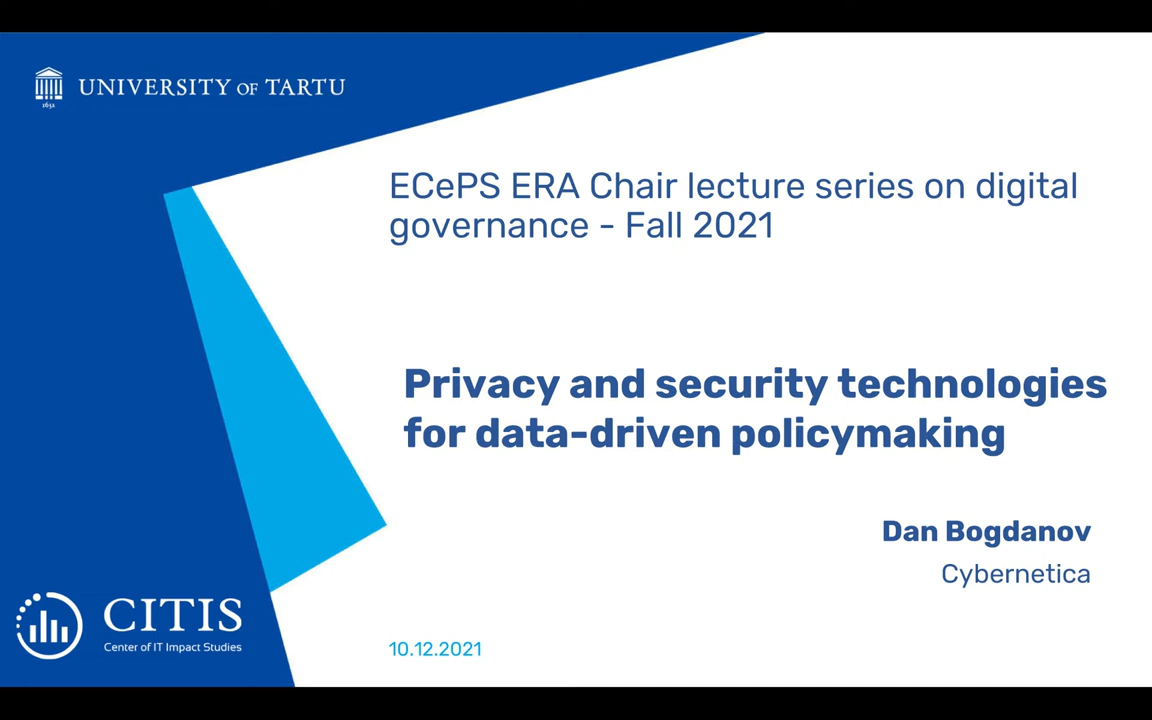 UNIVERSITY OF TARTU
1632
ECePS ERA Chair lecture series on digital
governance - Fall 2021
Privacy and security technologies
for data-driven policymaking
Dan Bogdanov
Cybernetica
CITIS
Center of IT Impact Studies
10.12.2021